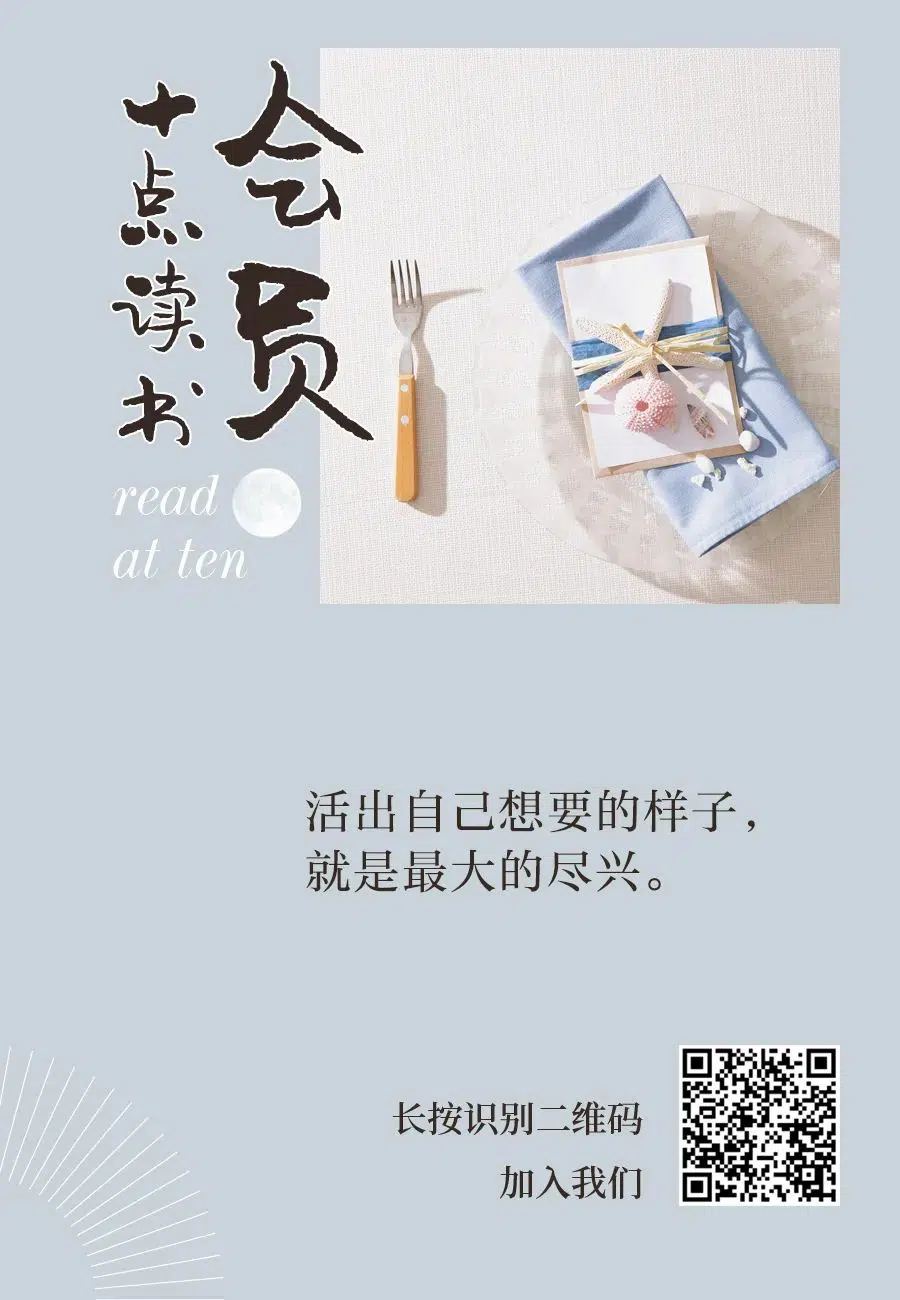 十点读书
会员
read
at ten
活出自己想要的样子，
就是最大的尽兴。
长按识别二维码
加入我们